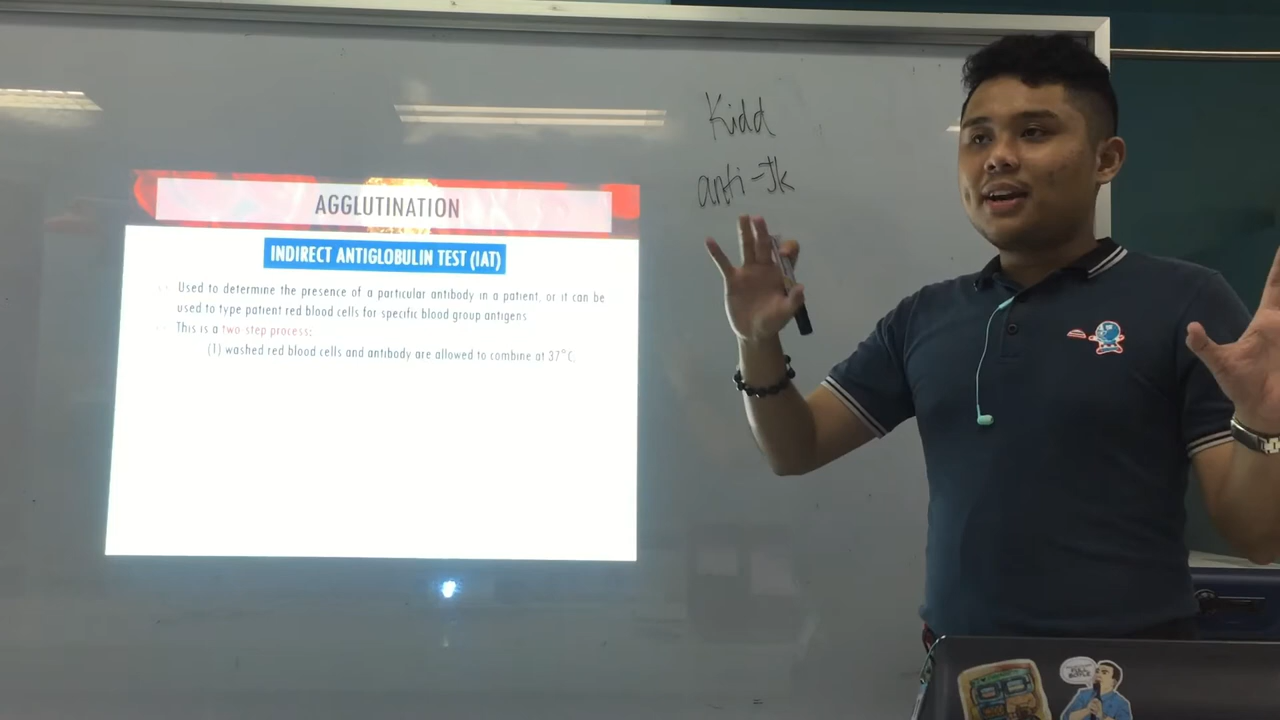 AGGLUTINATION
INDIRECT ANTIGLOBULIN TEST (IAT)
Used to determine the presence of a particular antibody in a patient, or it can be
used to type patient red blood cells for specific blood group antigens
This is a two step process:
(1) washed red blood cells and antibody are allowed to combine at 37°C.
Kidd
anti-Jk